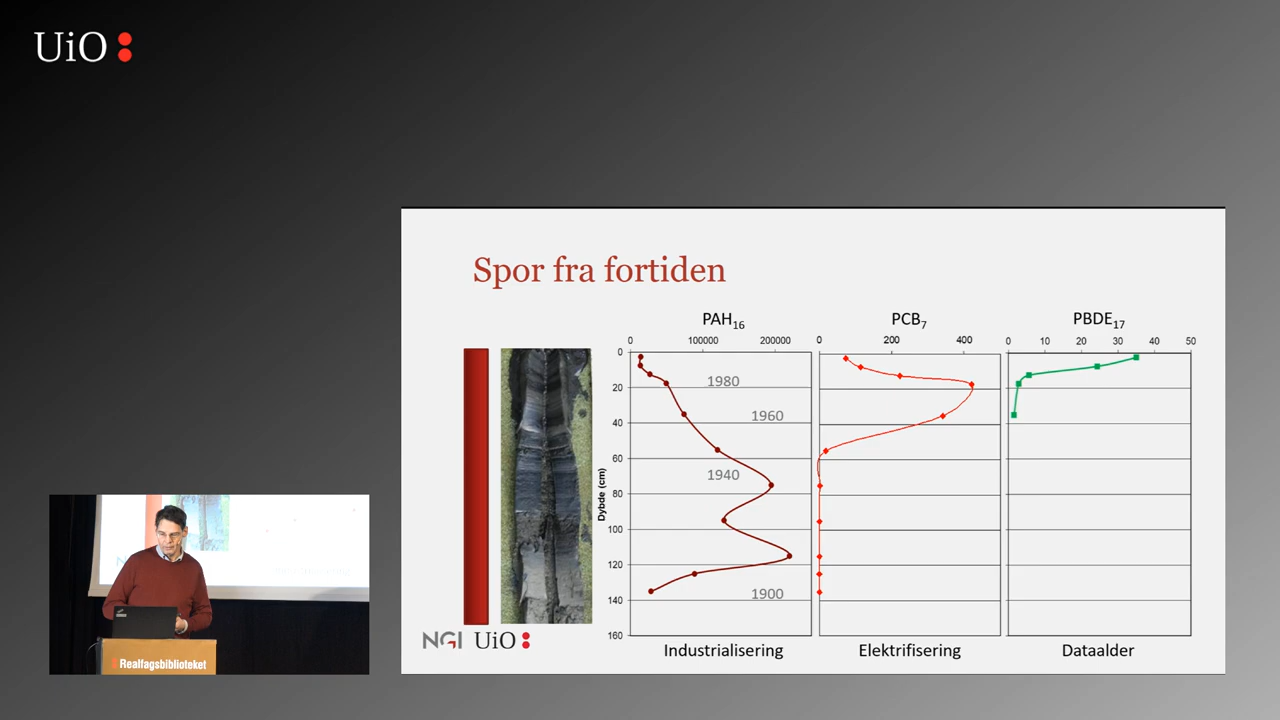 UiO
Spor fra fortiden
PAH16
PCB7
PBDE17
0 100000 200000
0 200 400
0 10 20 30 40 50
0
20
40
60
80
100
120
140
160
Dybde (cm)
1980
1960
1940
1900
NGI UiO
Industrialisering
Elektrifisering
Dataalder
Realfagsbiblioteket